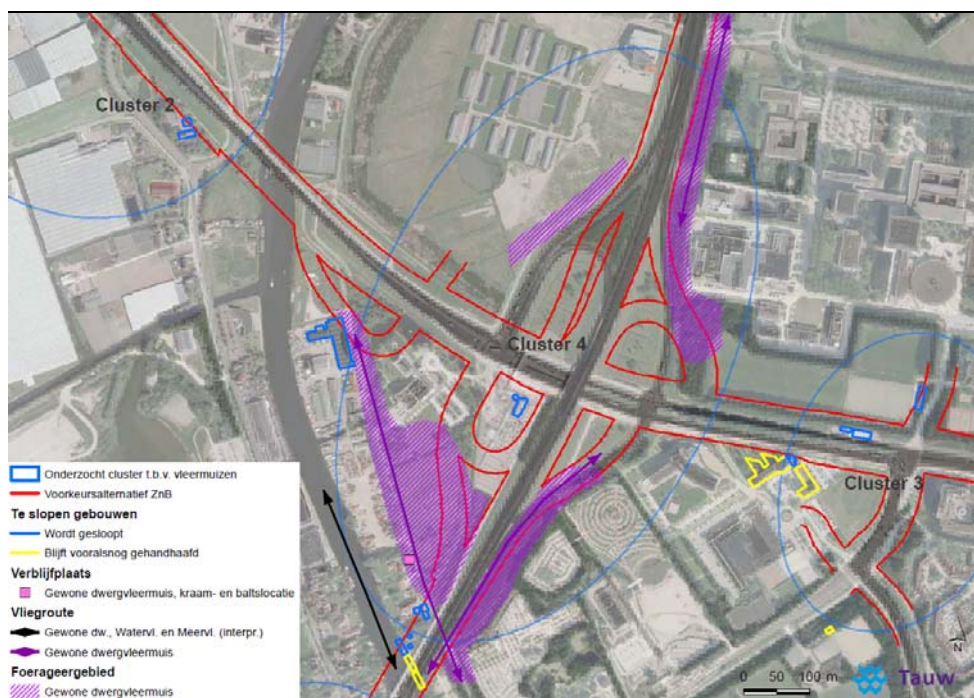 Cluster 2
Cluster 4
Cluster 3
Onderzocht cluster t.b.v. vleermuizen
Voorkeursalternatief ZnB
Te slopen gebouwen
Wordt gesloopt
Blijft vooralsnog gehandhaafd
Verblijfplaats
Gewone dwergvleermuis, kraam- en baltslocatie
Vliegroute
Gewone dw., Watervl. en Meervl. (interpr.)
Gewone dwergvleermuis
Foerageergebied
Gewone dwergvleermuis
N
0 50 100 m
Tauw